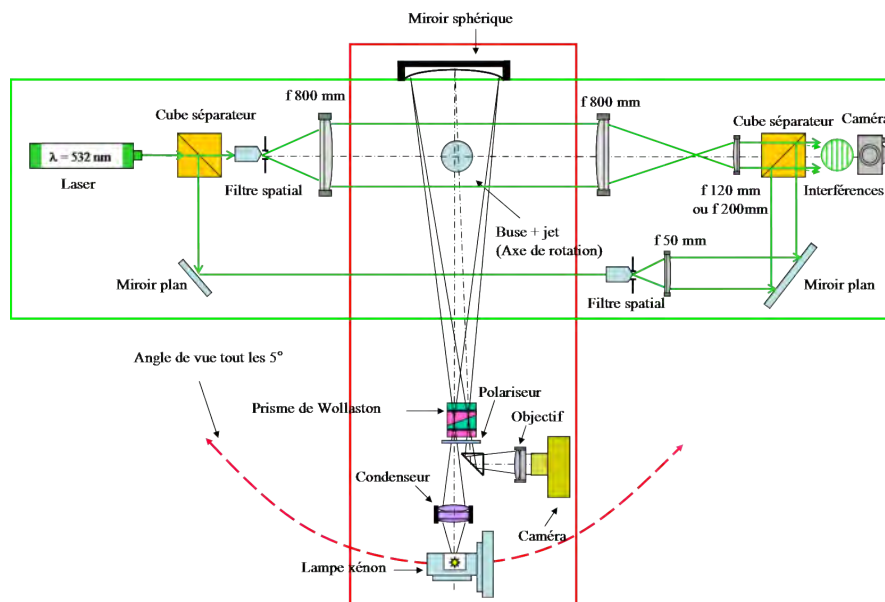 Miroir sphérique
f 800 mm
f 800 mm
Cube séparateur
Cube séparateur
Caméra
λ = 532 nm
Laser
Filtre spatial
f 120 mm
ou f 200mm
Interférences
Buse + jet
(Axe de rotation)
f 50 mm
Miroir plan
Filtre spatial
Miroir plan
Angle de vue tout les 5°
Polariseur
Prisme de Wollaston
Objectif
Condenseur
Caméra
Lampe xénon